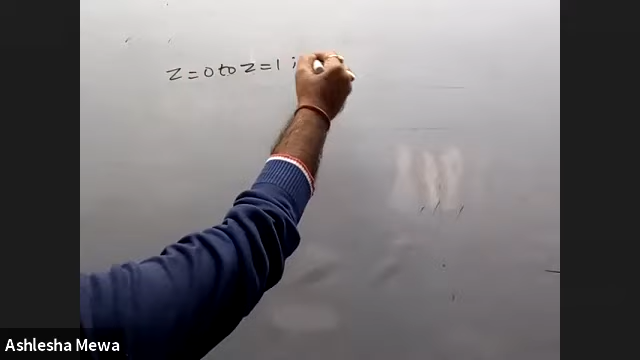 z = 0 to z = 1 i
Ashlesha Mewa